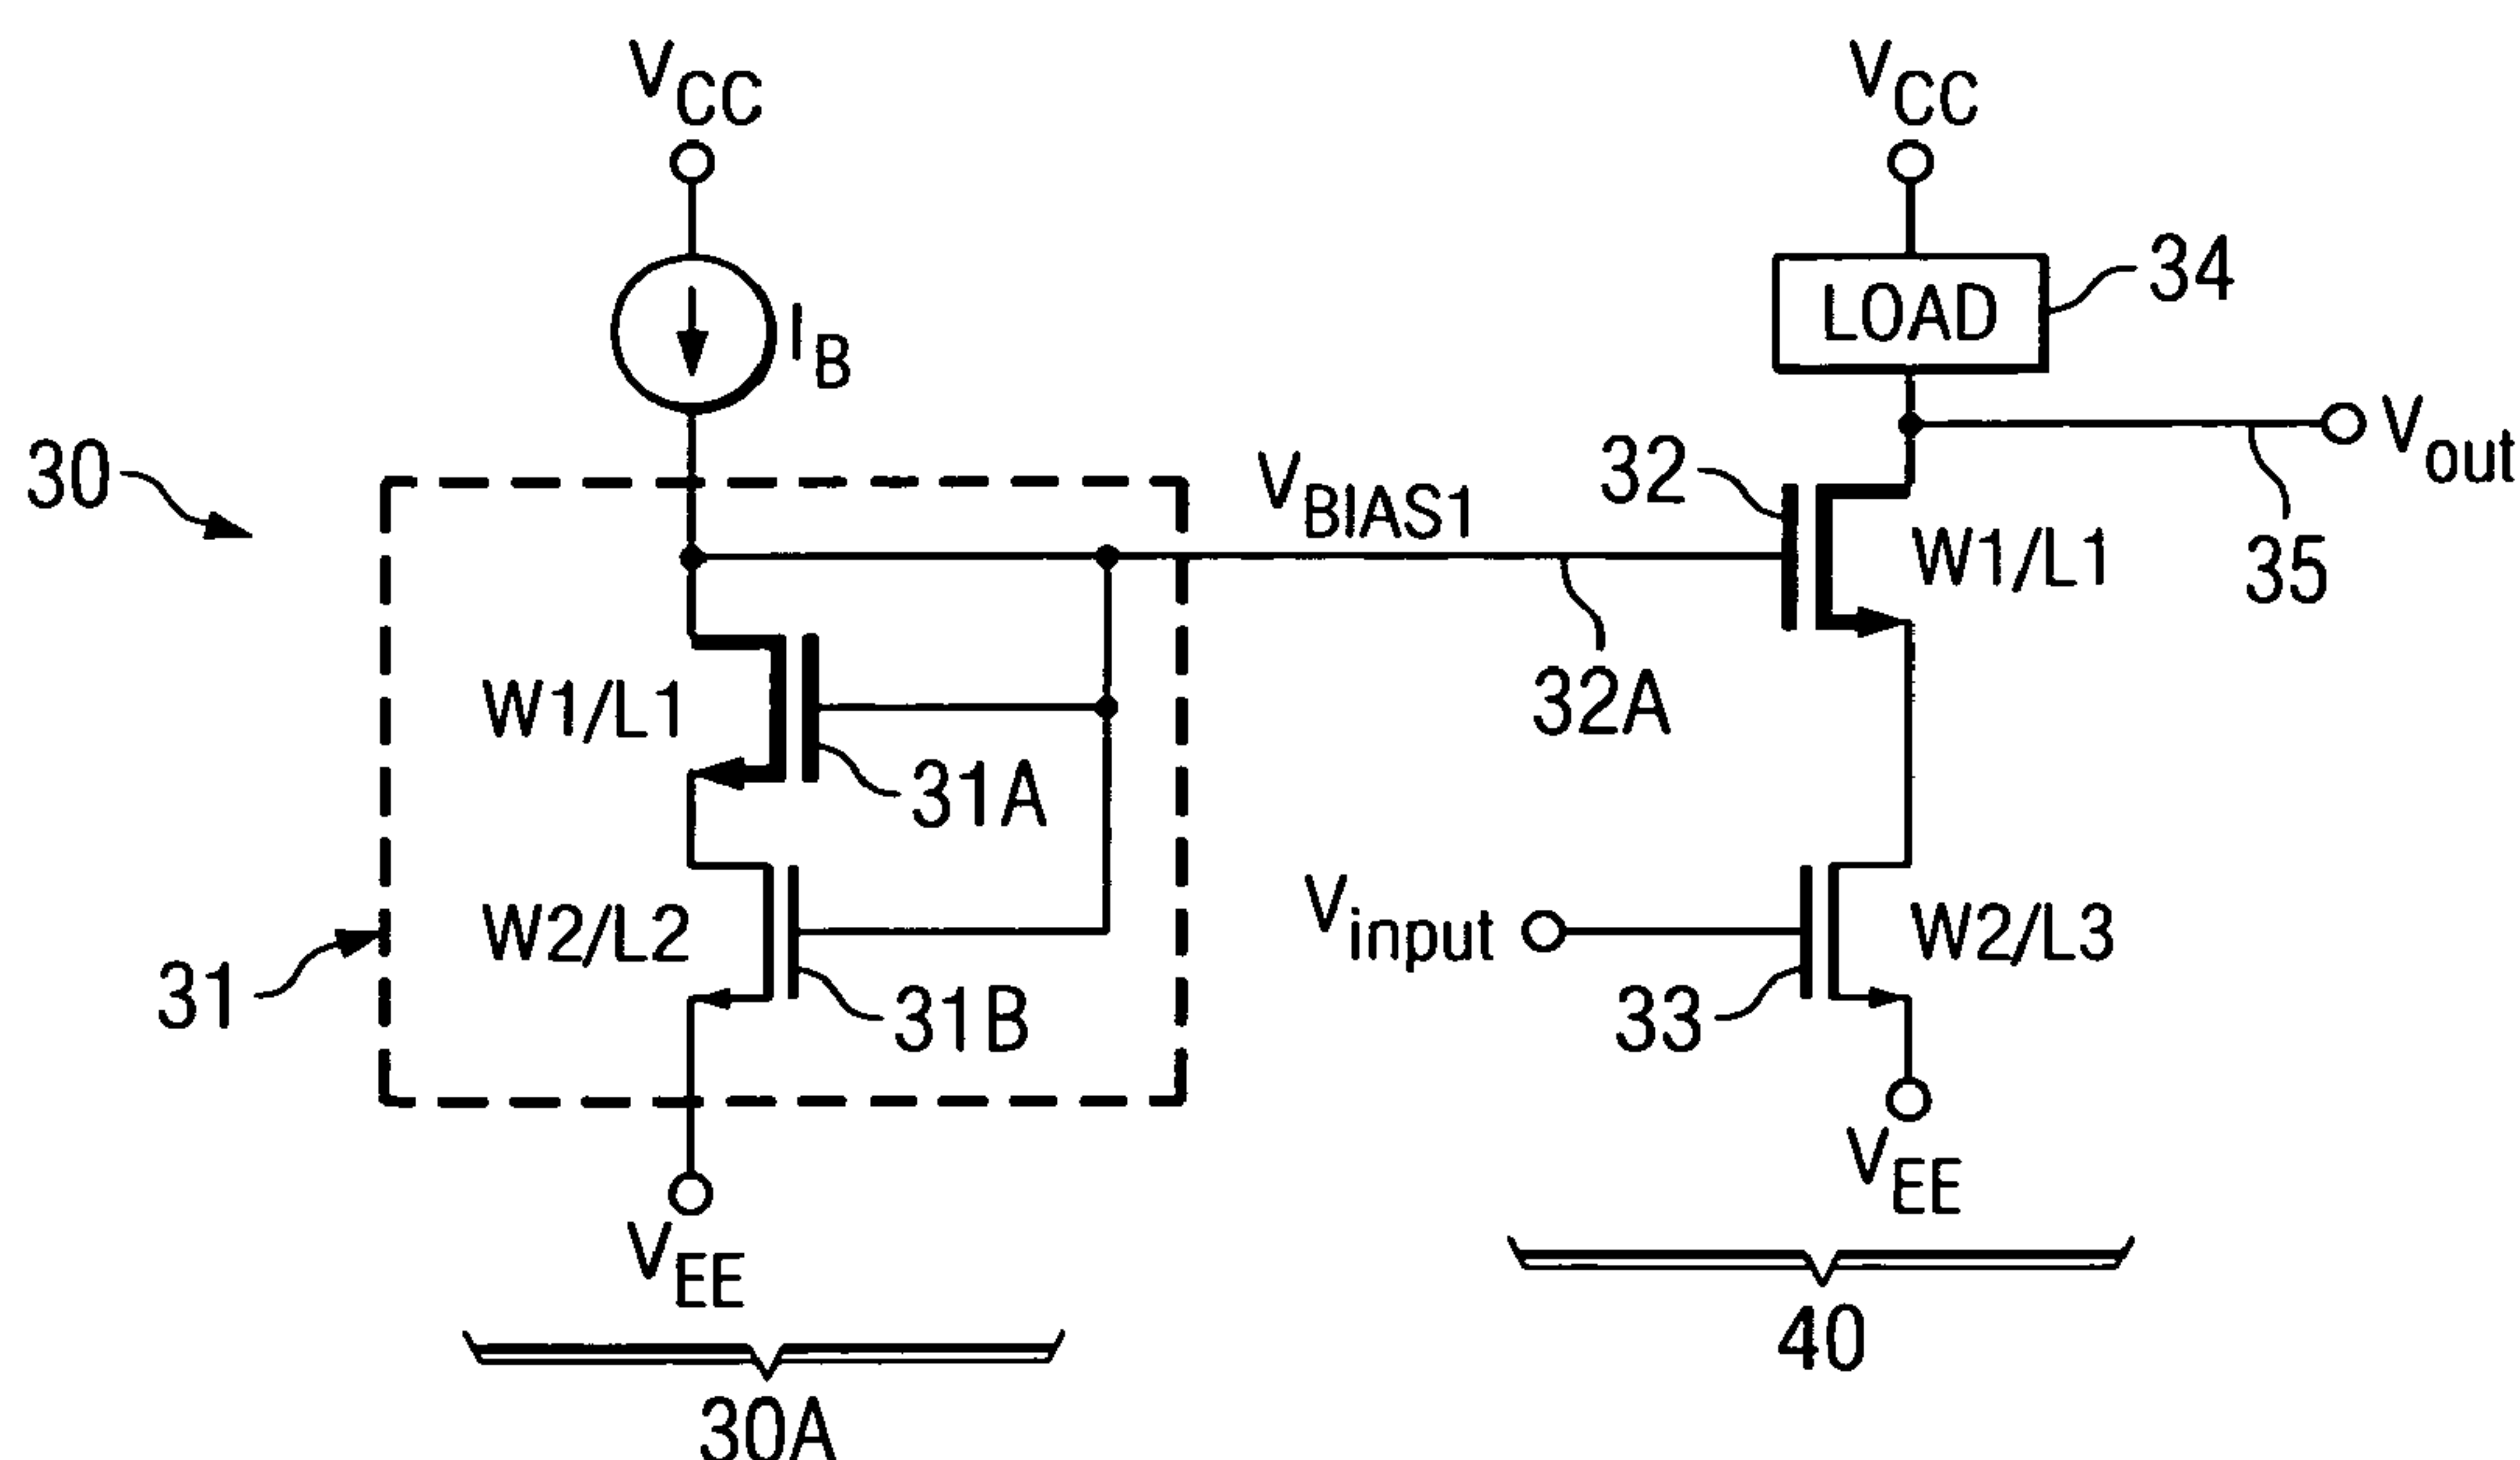 VCC
VCC
LOAD
34
IB
30
VBIAS1
32
Vout
W1/L1
35
W1/L1
32A
31A
W2/L2
Vinput
W2/L3
31
31B
33
VEE
VEE
40
30A